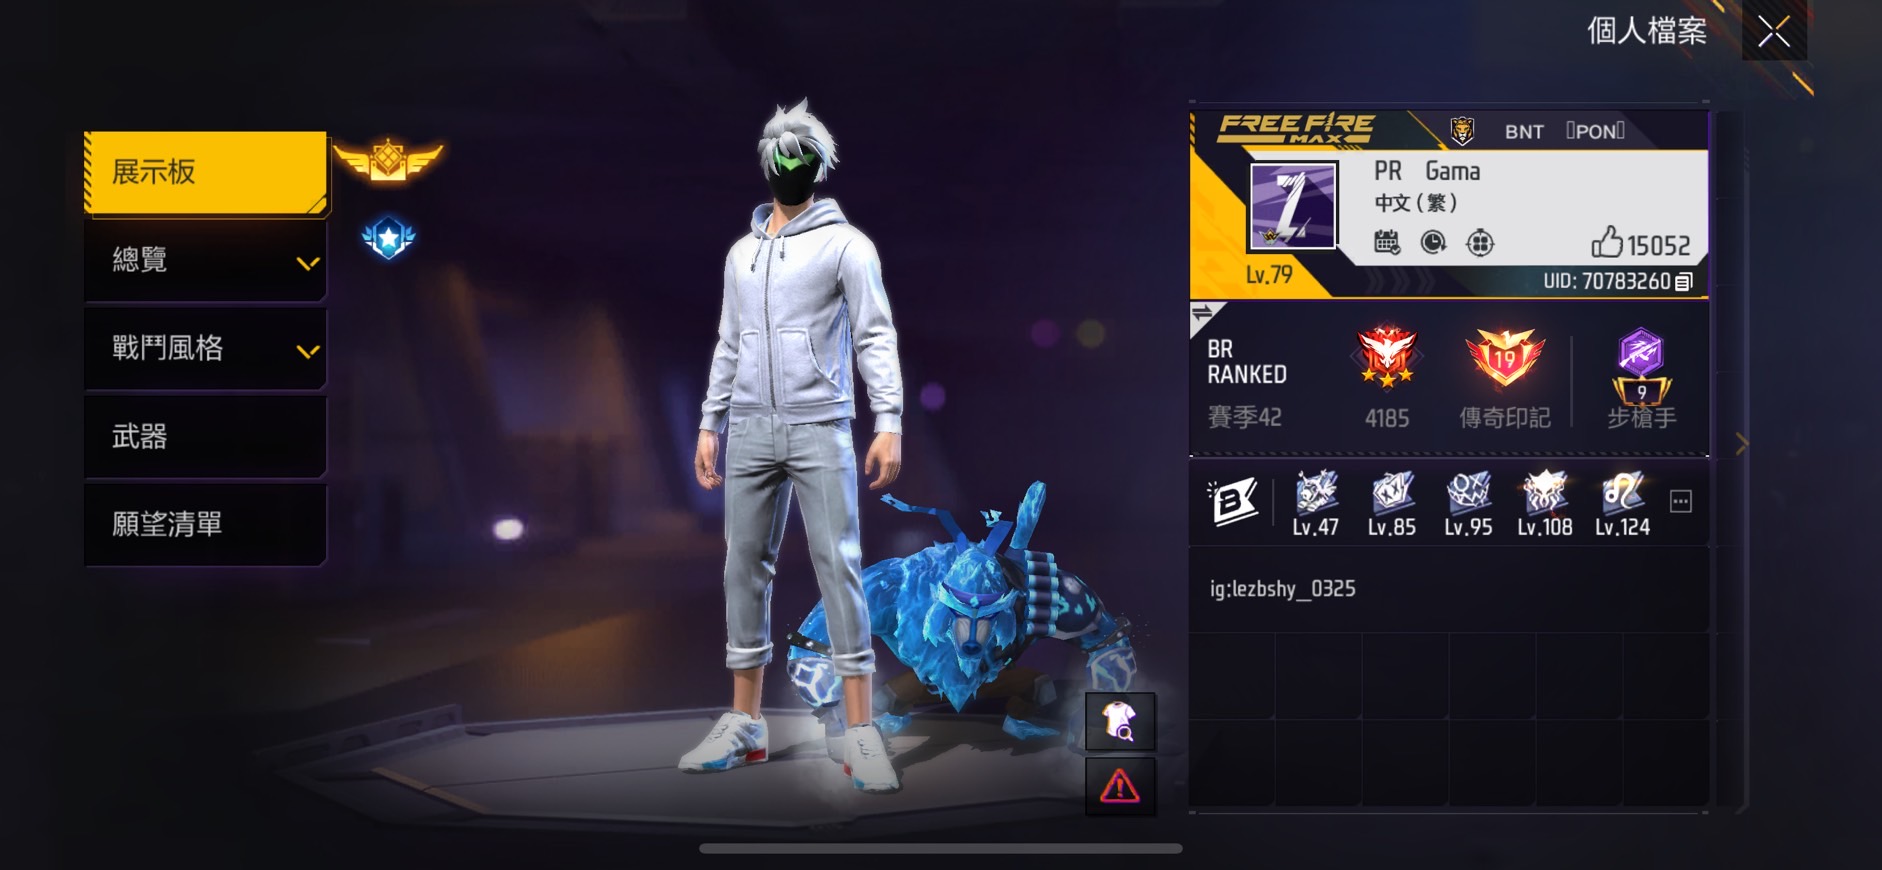 個人檔案
展示板
總覽
戰鬥風格
武器
願望清單
FREE FIRE
MAX
BNT PON
PR Gama
中文(繁)
15052
Lv.79
UID: 70783260
BR
RANKED
賽季42
4185
19
傳奇印記
9
步槍手
B
Lv.47
Lv.85
Lv.95
Lv.108
Lv.124
ig:lezbshy__0325